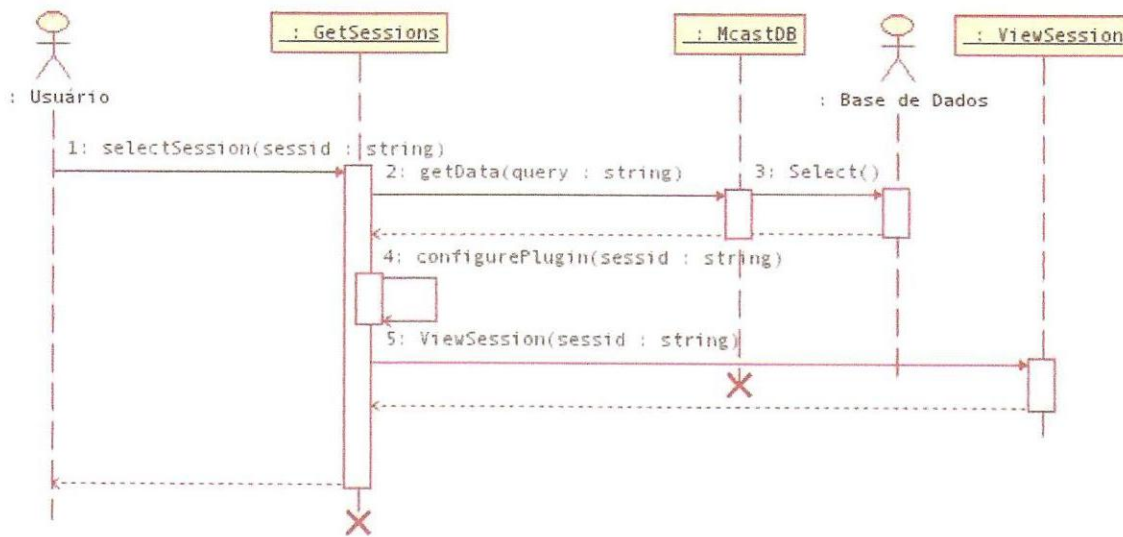 : GetSessions
: McastDB
: ViewSession
: Usuário
: Base de Dados
1: selectSession(sessid : string)
2: getData(query : string)
3: Select()
4: configurePlugin(sessid : string)
5: ViewSession(sessid : string)